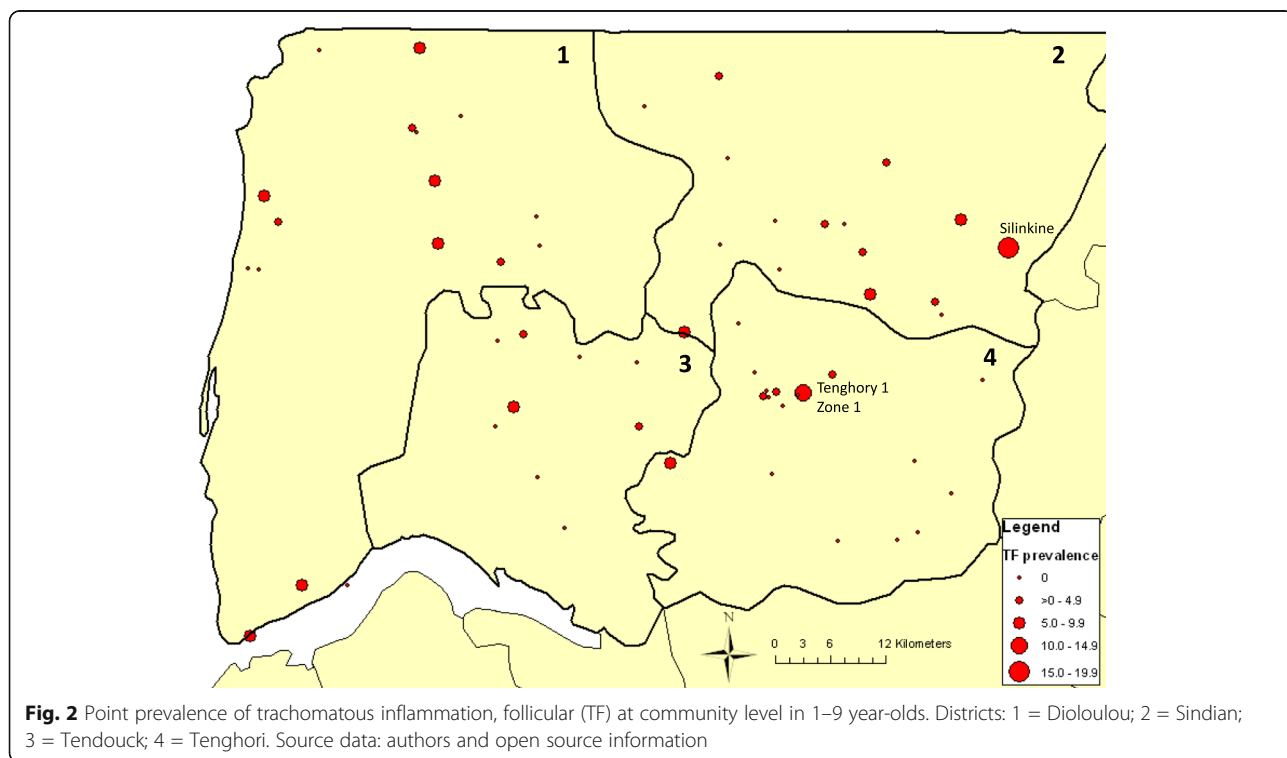 1
2
Silinkine
3
4
Tenghory 1
Zone 1
Legend
TF prevalence
0
>0 - 4.9
5.0 - 9.9
10.0 - 14.9
15.0 - 19.9
N
0 3 6 12 Kilometers
Fig. 2 Point prevalence of trachomatous inflammation, follicular (TF) at community level in 1–9 year-olds. Districts: 1 = Dioloulou; 2 = Sindian;
3 = Tendouck; 4 = Tenghori. Source data: authors and open source information